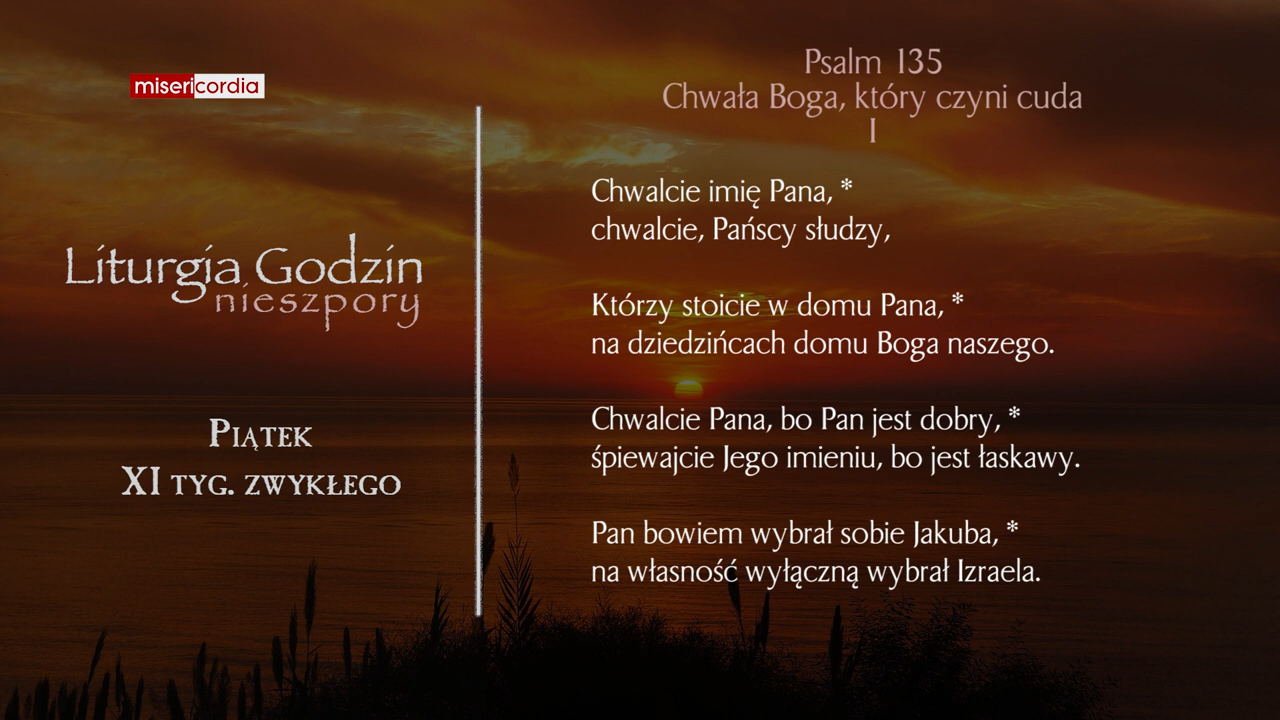 misericordia
Liturgia Godzin
nieszpory
Piątek
XI tyg. zwykłego
Psalm 135
Chwała Boga, który czyni cuda
I
Chwalcie imię Pana, *
chwalcie, Pańscy słudzy,
Którzy stoicie w domu Pana, *
na dziedzińcach domu Boga naszego.
Chwalcie Pana, bo Pan jest dobry, *
śpiewajcie Jego imieniu, bo jest łaskawy.
Pan bowiem wybrał sobie Jakuba, *
na własność wyłączną wybrał Izraela.